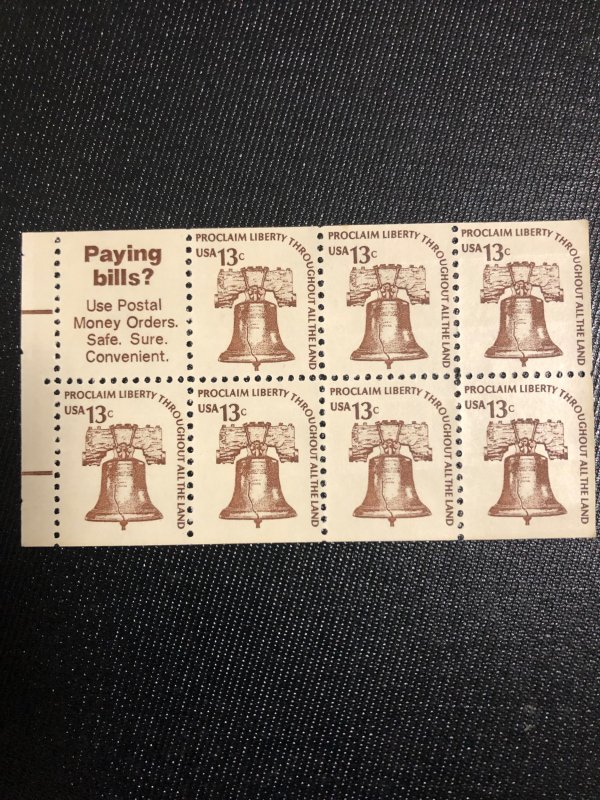 Paying
bills?
Use Postal
Money Orders.
Safe. Sure.
Convenient.
PROCLAIM LIBERTY THROUGHOUT ALL THE LAND
USA 13c
PROCLAIM LIBERTY THROUGHOUT ALL THE LAND
USA 13c
PROCLAIM LIBERTY THROUGHOUT ALL THE LAND
USA 13c
PROCLAIM LIBERTY THROUGHOUT ALL THE LAND
USA 13c
PROCLAIM LIBERTY THROUGHOUT ALL THE LAND
USA 13c
PROCLAIM LIBERTY THROUGHOUT ALL THE LAND
USA 13c
PROCLAIM LIBERTY THROUGHOUT ALL THE LAND
USA 13c